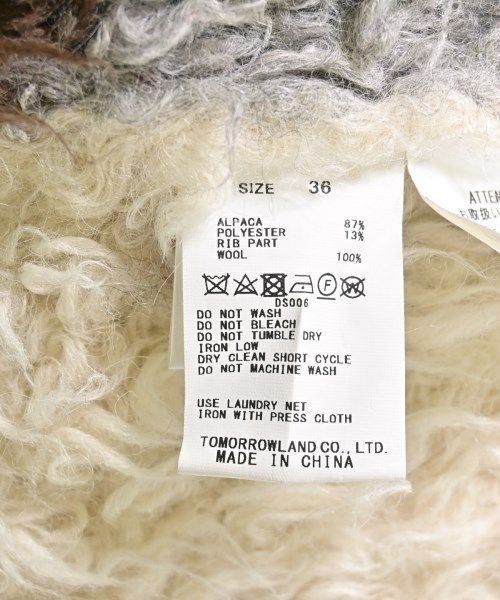 SIZE 36
ALPACA 87%
POLYESTER 13%
RIB PART
WOOL 100%
F
DS006
DO NOT WASH
DO NOT BLEACH
DO NOT TUMBLE DRY
IRON LOW
DRY CLEAN SHORT CYCLE
DO NOT MACHINE WASH
USE LAUNDRY NET
IRON WITH PRESS CLOTH
TOMORROWLAND CO., LTD.
MADE IN CHINA